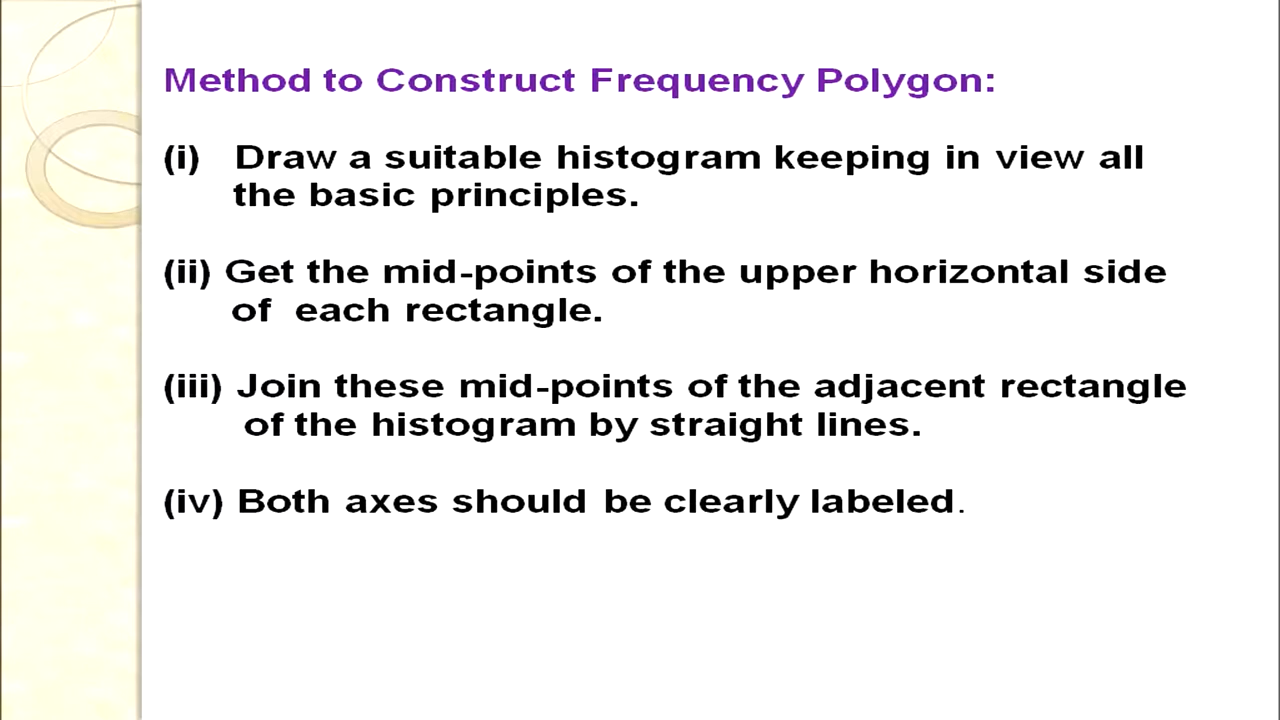 Method to Construct Frequency Polygon:
(i) Draw a suitable histogram keeping in view all
the basic principles.
(ii) Get the mid-points of the upper horizontal side
of each rectangle.
(iii) Join these mid-points of the adjacent rectangle
of the histogram by straight lines.
(iv) Both axes should be clearly labeled.